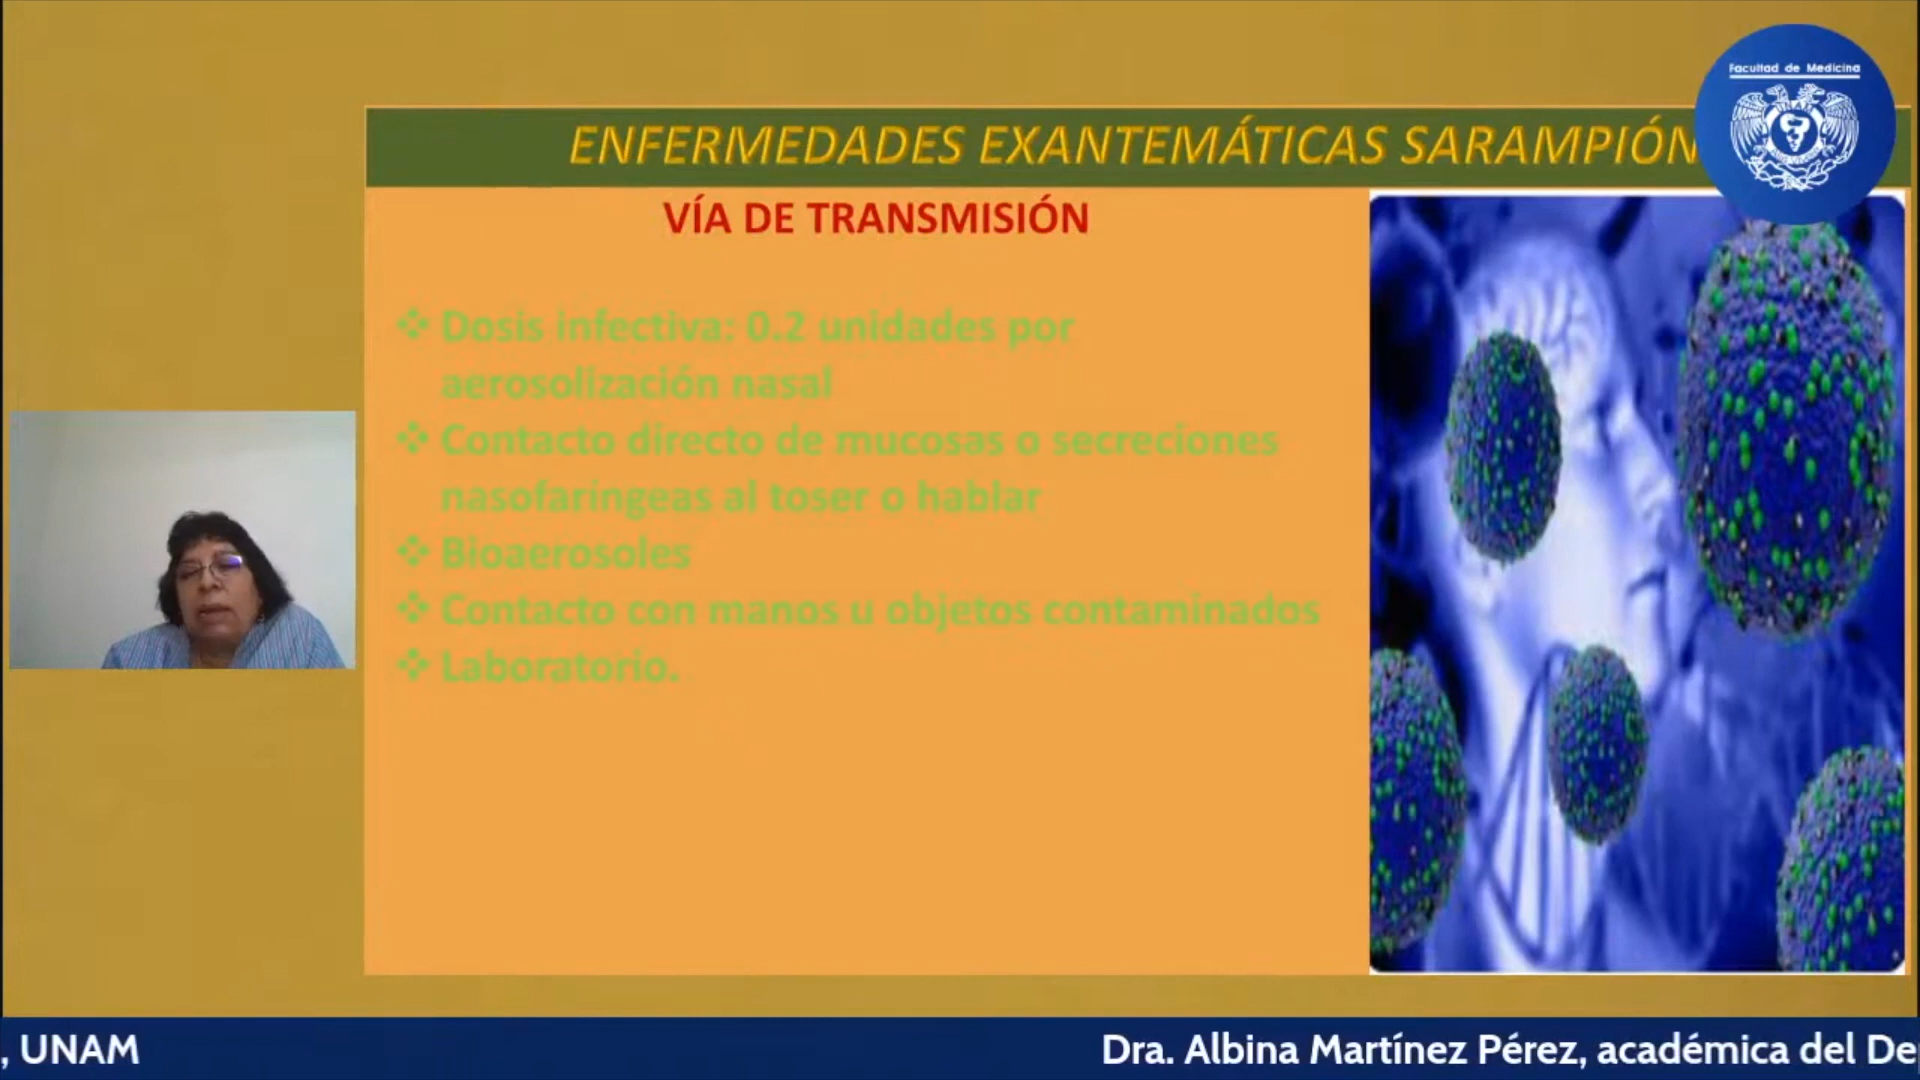 Facultad de Medicina
ENFERMEDADES EXANTEMÁTICAS SARAMPIÓN
VÍA DE TRANSMISIÓN
❖ Dosis infectiva: 0.2 unidades por
aerosolización nasal
❖ Contacto directo de mucosas o secreciones
nasofaríngeas al toser o hablar
❖ Bioaerosoles
❖ Contacto con manos u objetos contaminados
❖ Laboratorio.
, UNAM
Dra. Albina Martínez Pérez, académica del De